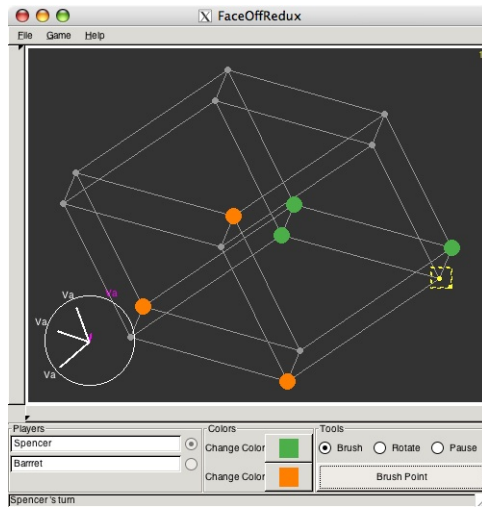 X FaceOffRedux
File Game Help
Va
Va
Va
Va
Players
Colors
Tools
Spencer
Change Color
Brush Rotate Pause
Barrret
Change Color
Brush Point
Spencer's turn